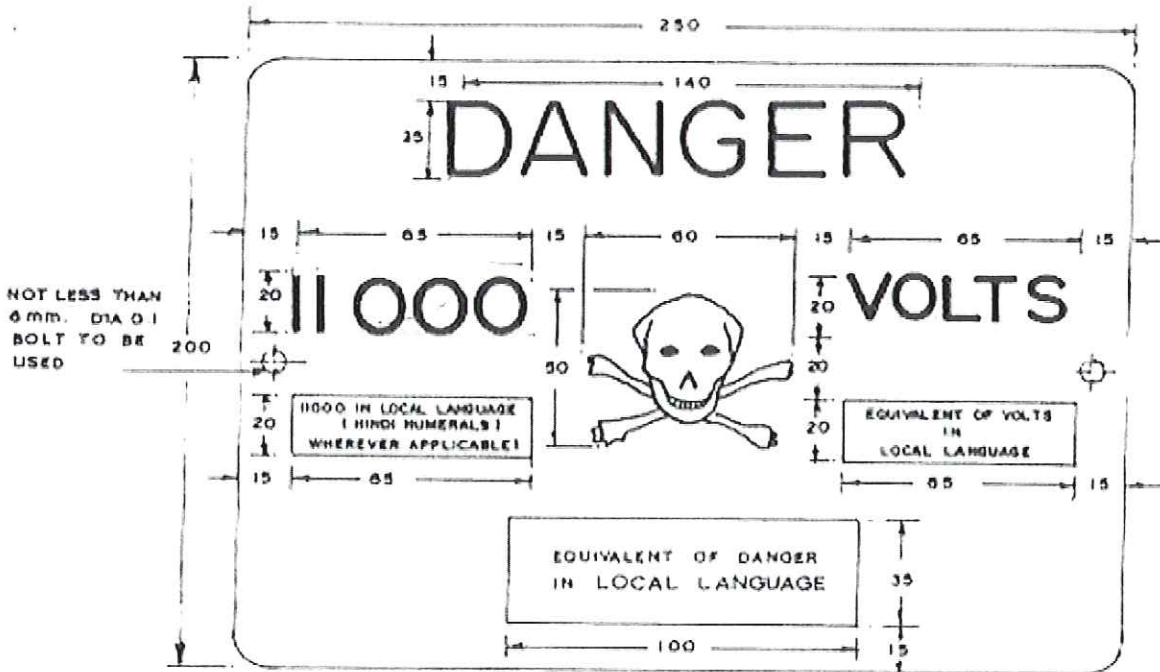 250
15 140
DANGER
25
15 65 15 60 15 65 15
20 11 000
20 VOLTS
NOT LESS THAN
6mm. DIA 0.1
BOLT TO BE
USED
200
50
20
20 11000 IN LOCAL LANGUAGE
( HINDI NUMERALS )
WHEREVER APPLICABLE)
20 EQUIVALENT OF VOLTS
IN
LOCAL LANGUAGE
15 65
65 15
EQUIVALENT OF DANGER
IN LOCAL LANGUAGE
35
100
15